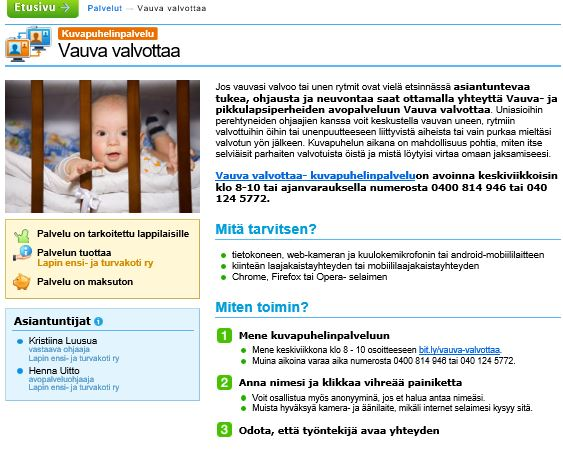 Etusivu
Palvelut → Vauva valvottaa
Kuvapuhelinpalvelu
Vauva valvottaa
Jos vauvasi valvoo tai unen rytmit ovat vielä etsinnässä asiantuntevaa
tukea, ohjausta ja neuvontaa saat ottamalla yhteyttä Vauva- ja
pikkulapsiperheiden avopalveluun Vauva valvottaa. Uniasioihin
perehtyneiden ohjaajien kanssa voit keskustella vauvan uneen, rytmiin
valvottuihin öihin tai unenpuutteeseen liittyvistä aiheista tai vain purkaa mieltäsi
valvotun yön jälkeen. Kuvapuhelun aikana on mahdollisuus pohtia, miten itse
selviäisit parhaiten valvotuista öistä ja mistä löytyisi virtaa omaan jaksamiseesi.
Vauva valvottaa- kuvapuhelinpalvelu on avoinna keskiviikkoisin
klo 8-10 tai ajanvarauksella numerosta 0400 814 946 tai 040
124 5772.
Palvelu on tarkoitettu lappilaisille
Palvelun tuottaa
Lapin ensi- ja turvakoti ry
Palvelu on maksuton
Asiantuntijat
Kristiina Luusua
vastaava ohjaaja
Lapin ensi- ja turvakoti ry
Henna Uitto
avopalveluohjaaja
Lapin ensi- ja turvakoti ry
Mitä tarvitsen?
tietokoneen, web-kameran ja kuulokemikrofonin tai android-mobiililaitteen
kiinteän laajakaistayhteyden tai mobiililaajakaistayhteyden
Chrome, Firefox tai Opera- selaimen
Miten toimin?
1 Mene kuvapuhelinpalveluun
Mene keskiviikkona klo 8 - 10 osoitteeseen bit.ly/vauva-valvottaa.
Muina aikoina varaa aika numerosta 0400 814 946 tai 040 124 5772.
2 Anna nimesi ja klikkaa vihreää painiketta
Voit osallistua myös anonyyminä, jos et halua antaa nimeäsi.
Muista hyväksyä kamera- ja äänilaite, mikäli internet selaimesi kysyy sitä.
3 Odota, että työntekijä avaa yhteyden